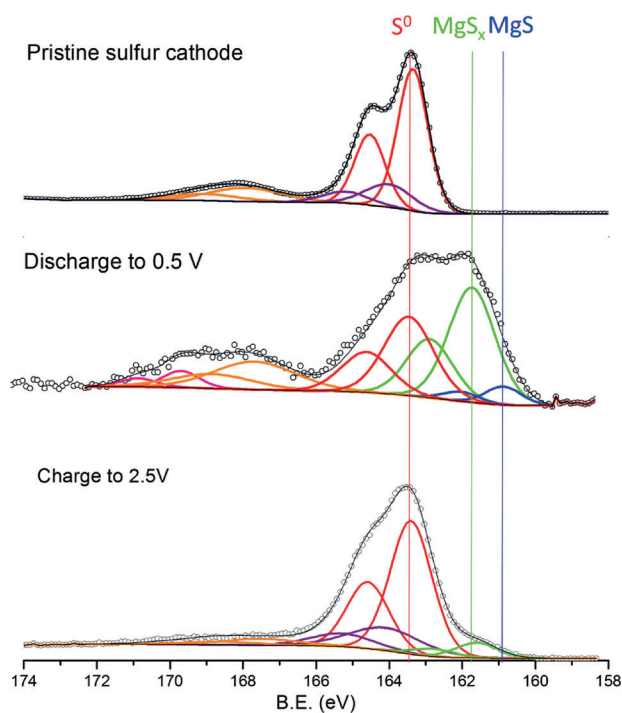 S⁰ MgSₓ MgS
Pristine sulfur cathode
Discharge to 0.5 V
Charge to 2.5V
174 172 170 168 166 164 162 160 158
B.E. (eV)